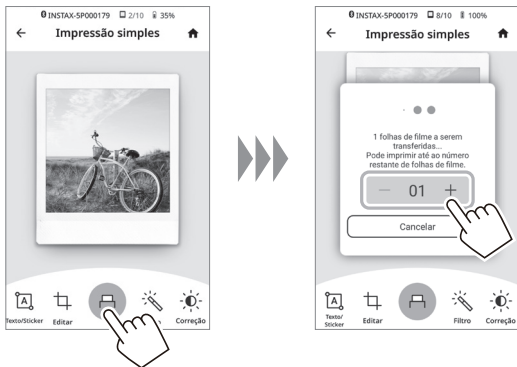 INSTAX-SP000179 2/10 35%
Impressão simples
A
Texto/Sticker
Editar
Correção
INSTAX-SP000179 8/10 100%
Impressão simples
1 folhas de filme a serem
transferidas...
Pode imprimir até ao número
restante de folhas de filme.
— 01 +
Cancelar
A
Texto/
Sticker
Editar
Filtro
Correção